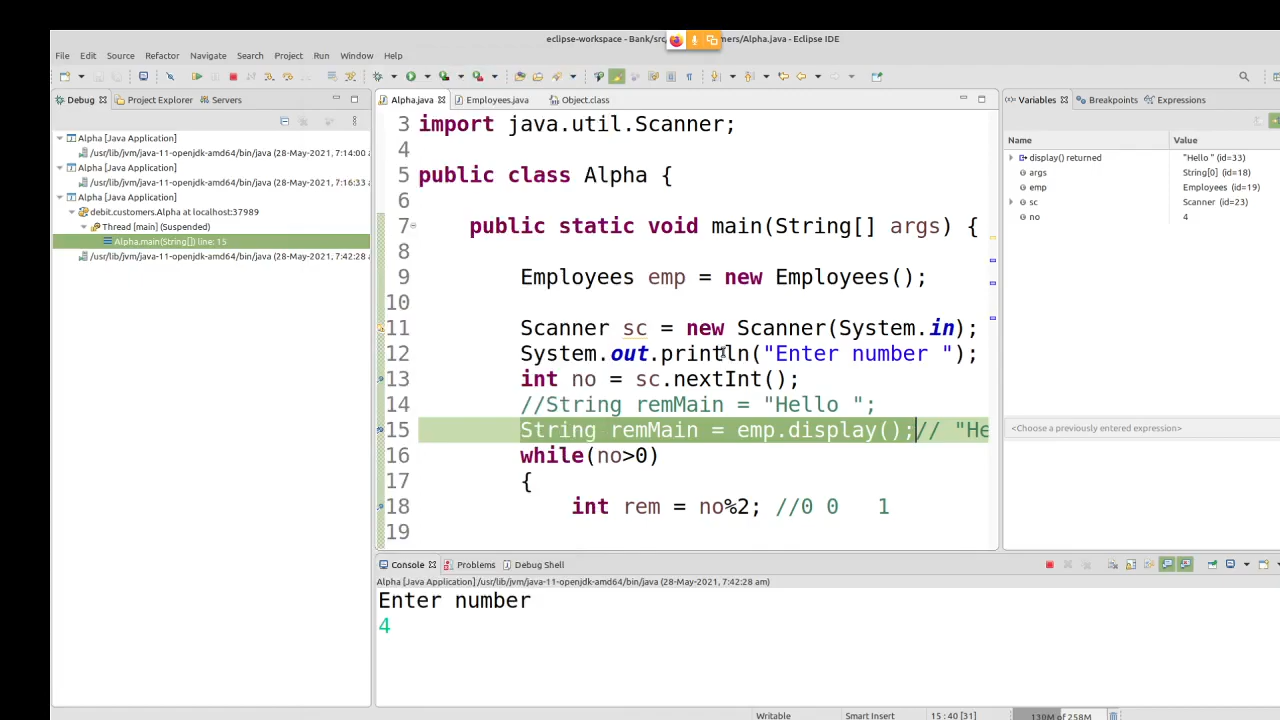 eclipse-workspace - Bank/src mers/Alpha.java - Eclipse IDE
File Edit Source Refactor Navigate Search Project Run Window Help
Debug Project Explorer Servers
Alpha [Java Application]
/usr/lib/jvm/java-11-openjdk-amd64/bin/java (28-May-2021, 7:14:00 a
Alpha [Java Application]
/usr/lib/jvm/java-11-openjdk-amd64/bin/java (28-May-2021, 7:16:33 a
Alpha [Java Application]
debit.customers.Alpha at localhost:37989
Thread [main] (Suspended)
Alpha.main(String[]) line: 15
/usr/lib/jvm/java-11-openjdk-amd64/bin/java (28-May-2021, 7:42:28 a
Alpha.java Employees.java Object.class
3 import java.util.Scanner;
4
5 public class Alpha {
6
7 public static void main(String[] args) {
8
9 Employees emp = new Employees();
10
11 Scanner sc = new Scanner(System.in);
12 System.out.println("Enter number ");
13 int no = sc.nextInt();
14 //String remMain = "Hello ";
15 String remMain = emp.display();// "He
16 while(no>0)
17 {
18 int rem = no%2; //0 0 1
19
Variables Breakpoints Expressions
Name Value
display() returned "Hello " (id=33)
args String[0] (id=18)
emp Employees (id=19)
sc Scanner (id=23)
no 4
<Choose a previously entered expression>
Console Problems Debug Shell
Alpha [Java Application] /usr/lib/jvm/java-11-openjdk-amd64/bin/java (28-May-2021, 7:42:28 am)
Enter number
4
Writable Smart Insert 15 : 40 [31] 130M of 258M